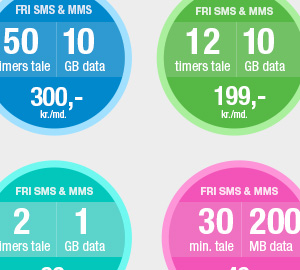 FRI SMS & MMS
50 10
timers tale GB data
300,-
kr./md.
FRI SMS & MMS
12 10
timers tale GB data
199,-
kr./md.
FRI SMS & MMS
2 1
timers tale GB data
FRI SMS & MMS
30 200
min. tale MB data